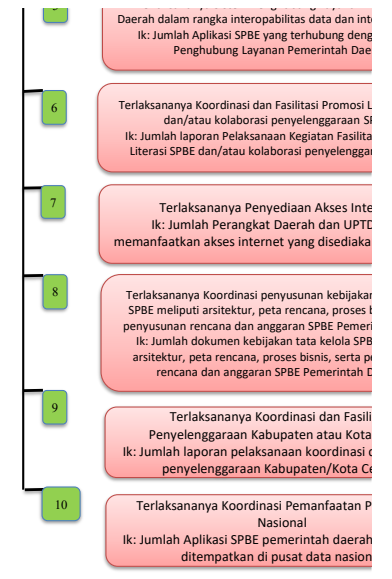 Daerah dalam rangka interopabilitas data dan int
Ik: Jumlah Aplikasi SPBE yang terhubung deng
Penghubung Layanan Pemerintah Dae
6
Terlaksananya Koordinasi dan Fasilitasi Promosi L
dan/atau kolaborasi penyelenggaraan SP
Ik: Jumlah laporan Pelaksanaan Kegiatan Fasilita
Literasi SPBE dan/atau kolaborasi penyelenggar
7
Terlaksananya Penyediaan Akses Inte
Ik: Jumlah Perangkat Daerah dan UPTD
memanfaatkan akses internet yang disediaka
8
Terlaksananya Koordinasi penyusunan kebijakan
SPBE meliputi arsitektur, peta rencana, proses b
penyusunan rencana dan anggaran SPBE Pemeri
Ik: Jumlah dokumen kebijakan tata kelola SPB
arsitektur, peta rencana, proses bisnis, serta pe
rencana dan anggaran SPBE Pemerintah D
9
Terlaksananya Koordinasi dan Fasili
Penyelenggaraan Kabupaten atau Kota
Ik: Jumlah laporan pelaksanaan koordinasi d
penyelenggaraan Kabupaten/Kota Ce
10
Terlaksananya Koordinasi Pemanfaatan P
Nasional
Ik: Jumlah Aplikasi SPBE pemerintah daerah
ditempatkan di pusat data nasion